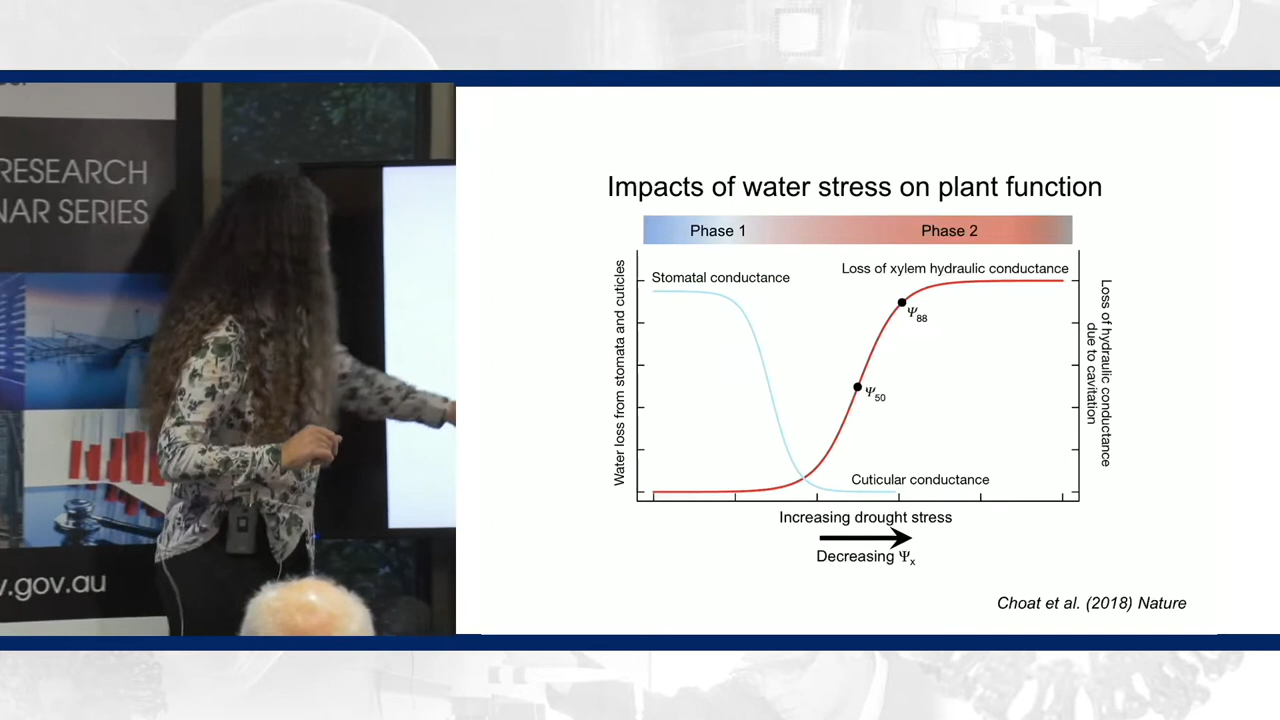 RESEARCH
NAR SERIES
v.gov.au
Impacts of water stress on plant function
Phase 1
Phase 2
Stomatal conductance
Loss of xylem hydraulic conductance
Ψ88
Ψ50
Cuticular conductance
Water loss from stomata and cuticles
Loss of hydraulic conductance
due to cavitation
Increasing drought stress
Decreasing Ψx
Choat et al. (2018) Nature